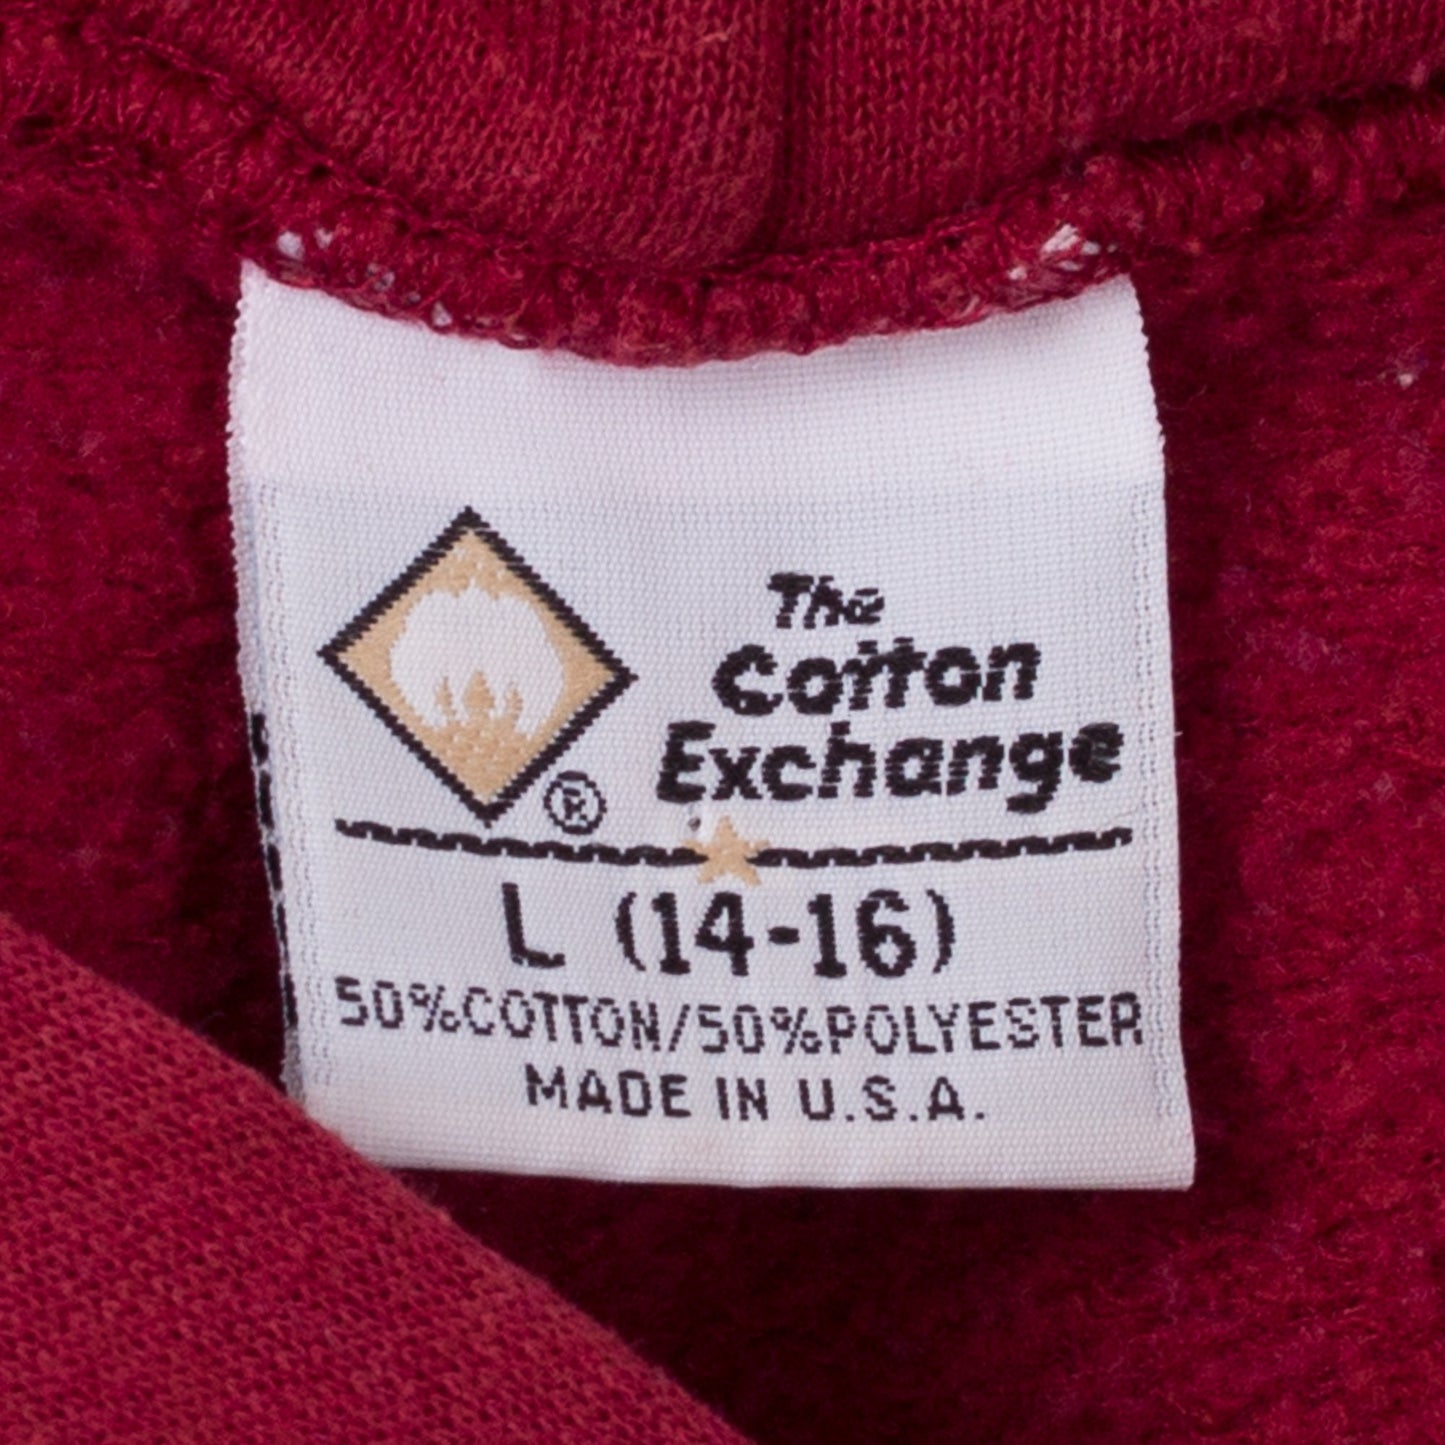 The
Cotton
Exchange
®
L (14-16)
50%COTTON/50%POLYESTER
MADE IN U.S.A.